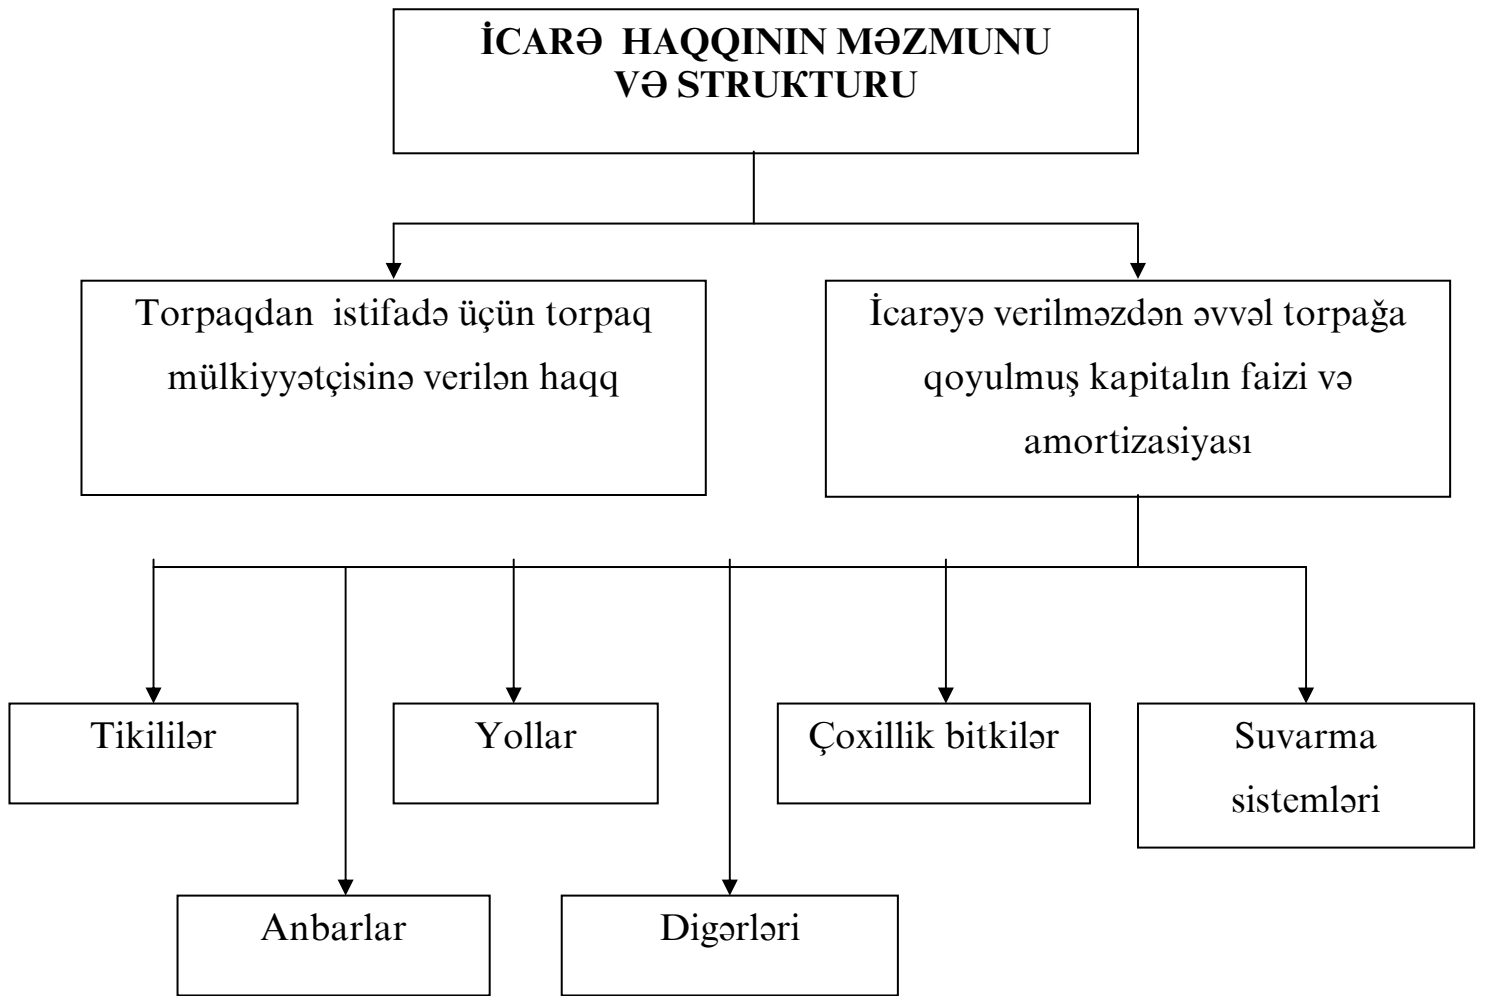 İCARƏ HAQQININ MƏZMUNU
VƏ STRUKTURU
Torpaqdan istifadə üçün torpaq
mülkiyyətçisinə verilən haqq
İcarəyə verilməzdən əvvəl torpağa
qoyulmuş kapitalın faizi və
amortizasiyası
Tikililər
Yollar
Çoxillik bitkilər
Suvarma
sistemləri
Anbarlar
Digərləri